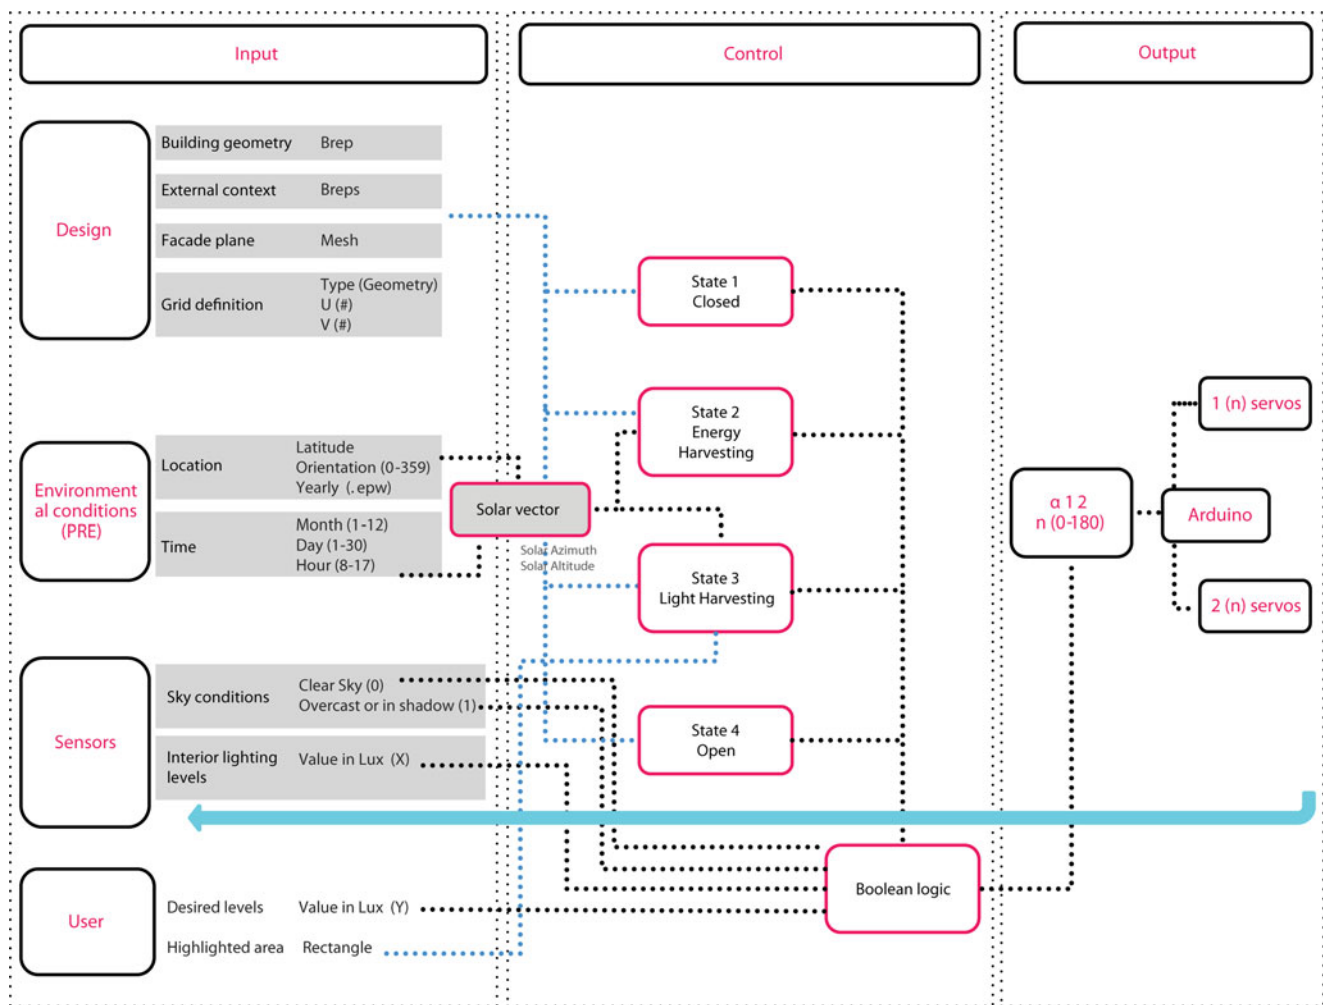 Input
Control
Output
Design
Building geometry Brep
External context Breps
Facade plane Mesh
Grid definition
Type (Geometry)
U (#)
V (#)
Environment
al conditions
(PRE)
Location
Latitude
Orientation (0-359)
Yearly (.epw)
Time
Month (1-12)
Day (1-30)
Hour (8-17)
Sensors
Sky conditions
Clear Sky (0)
Overcast or in shadow (1)
Interior lighting
levels
Value in Lux (X)
User
Desired levels Value in Lux (Y)
Highlighted area Rectangle
Solar vector
Solar Azimuth
Solar Altitude
State 1
Closed
State 2
Energy
Harvesting
State 3
Light Harvesting
State 4
Open
Boolean logic
α 1 2
n (0-180)
Arduino
1 (n) servos
2 (n) servos